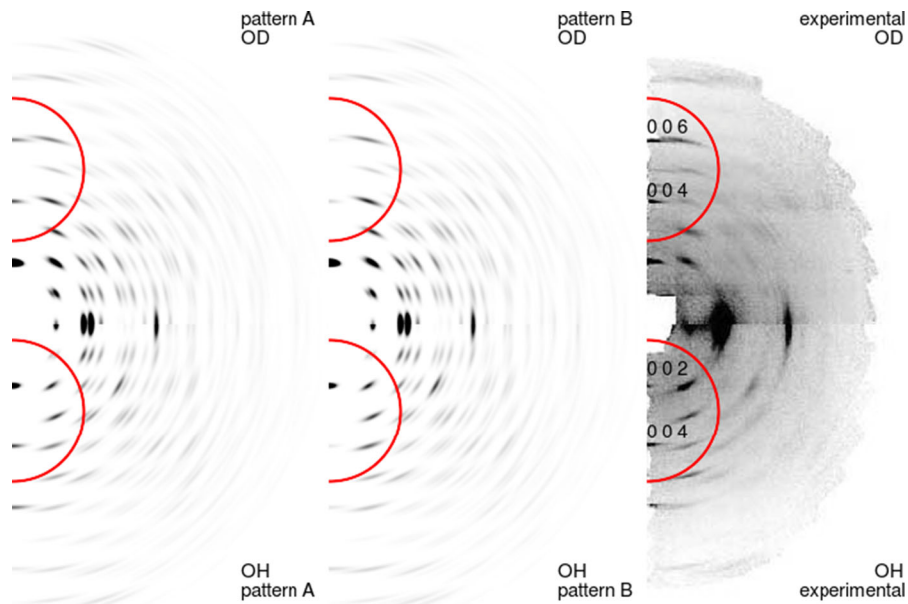 pattern A
OD
pattern B
OD
experimental
OD
0 0 6
0 0 4
0 0 2
0 0 4
OH
pattern A
OH
pattern B
OH
experimental